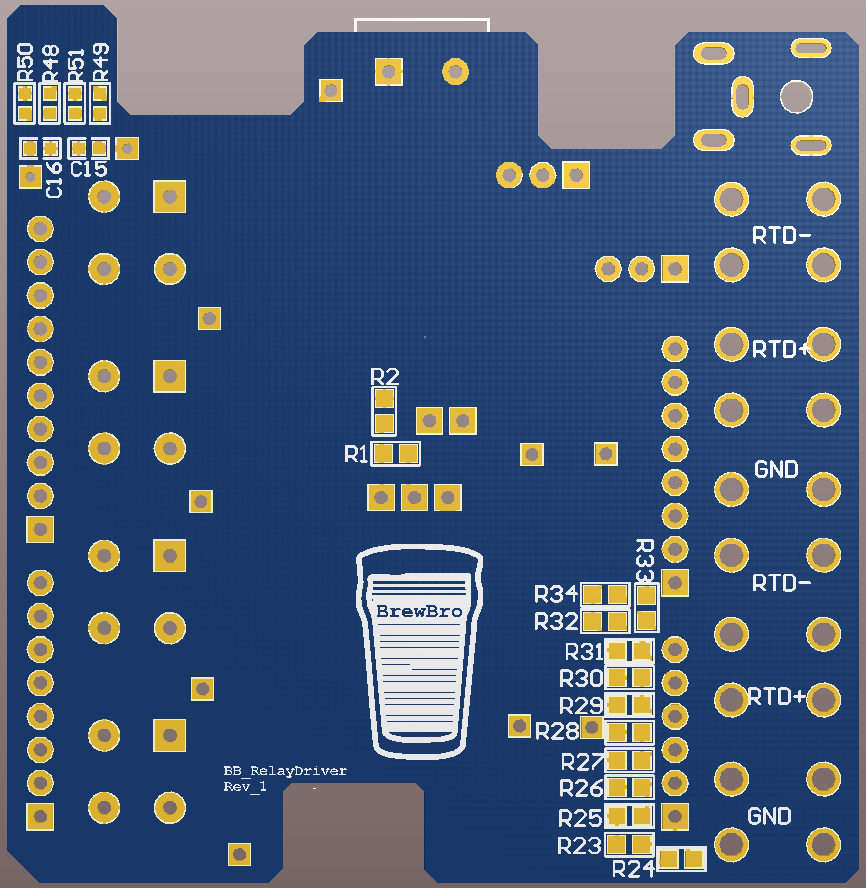 R50
R48
R51
R49
C16
C15
RTD-
RTD+
R2
R1
GND
R33
RTD-
R34
R32
BrewBro
R31
R30
RTD+
R29
R28
R27
BB_RelayDriver
Rev_1
R26
R25
GND
R23
R24